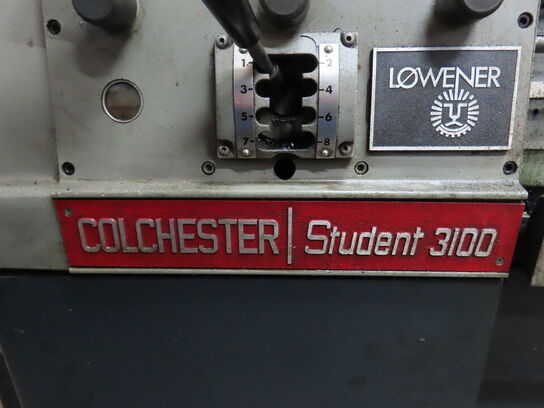 1 2
3 4
5 6
7 8
LØWENER
COLCHESTER | Student 3100